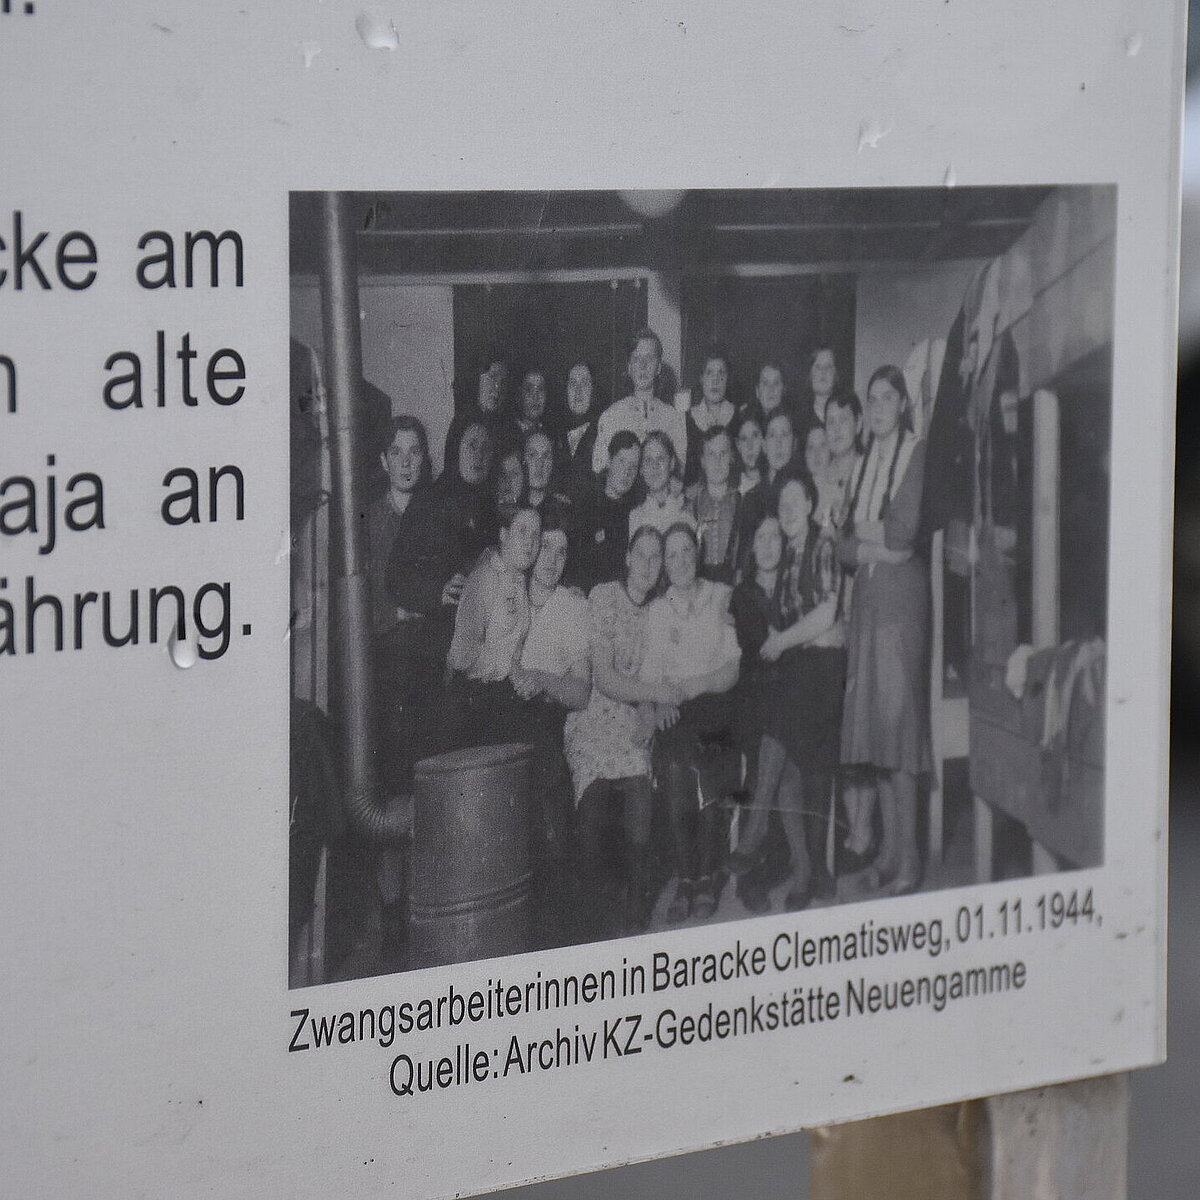 cke am
alte
aja an
ährung.
Zwangsarbeiterinnen in Baracke Clematisweg, 01.11.1944,
Quelle: Archiv KZ-Gedenkstätte Neuengamme